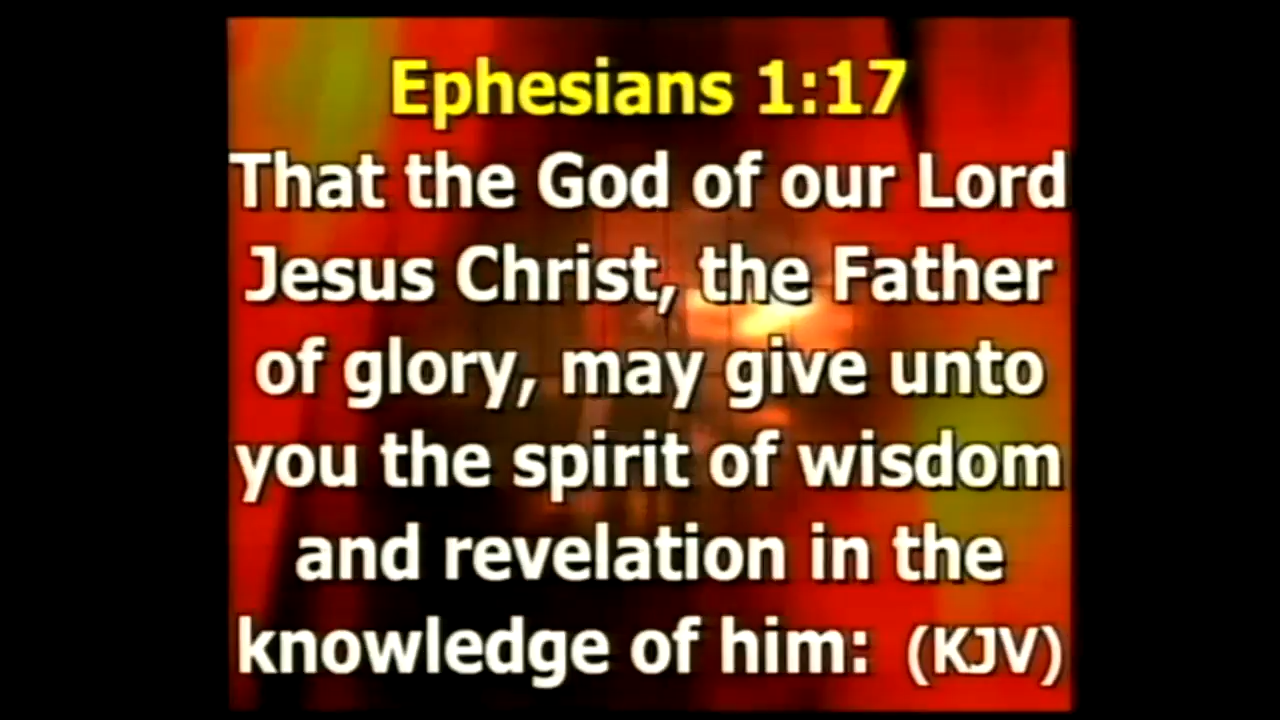 Ephesians 1:17
That the God of our Lord
Jesus Christ, the Father
of glory, may give unto
you the spirit of wisdom
and revelation in the
knowledge of him: (KJV)